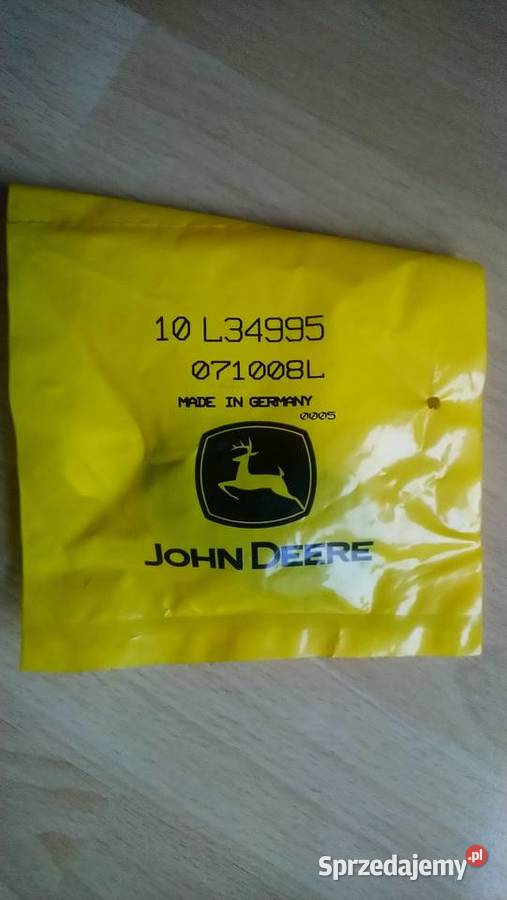 10 L34995
071008L
MADE IN GERMANY
0005
JOHN DEERE
Sprzedajemy.pl